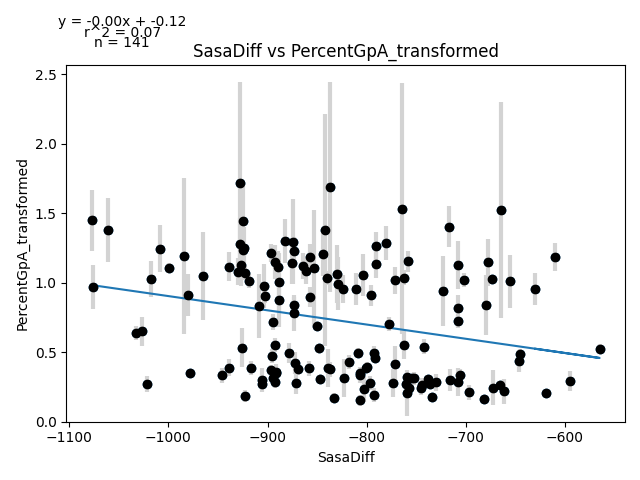 y = -0.00x + -0.12
r^2 = 0.07
n = 141
SasaDiff vs PercentGpA_transformed
2.5
2.0
1.5
1.0
0.5
0.0
PercentGpA_transformed
−1100 −1000 −900 −800 −700 −600
SasaDiff